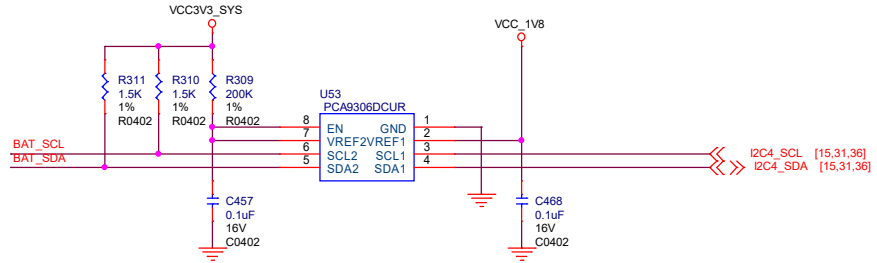 VCC3V3_SYS
VCC_1V8
R311
1.5K
1%
R0402
R310
1.5K
1%
R0402
R309
200K
1%
R0402
U53
PCA9306DCUR
8 EN GND 1
7 VREF2 VREF1 2
6 SCL2 SCL1 3
5 SDA2 SDA1 4
BAT_SCL
BAT_SDA
I2C4_SCL [15,31,36]
I2C4_SDA [15,31,36]
C457
0.1uF
16V
C0402
C468
0.1uF
16V
C0402